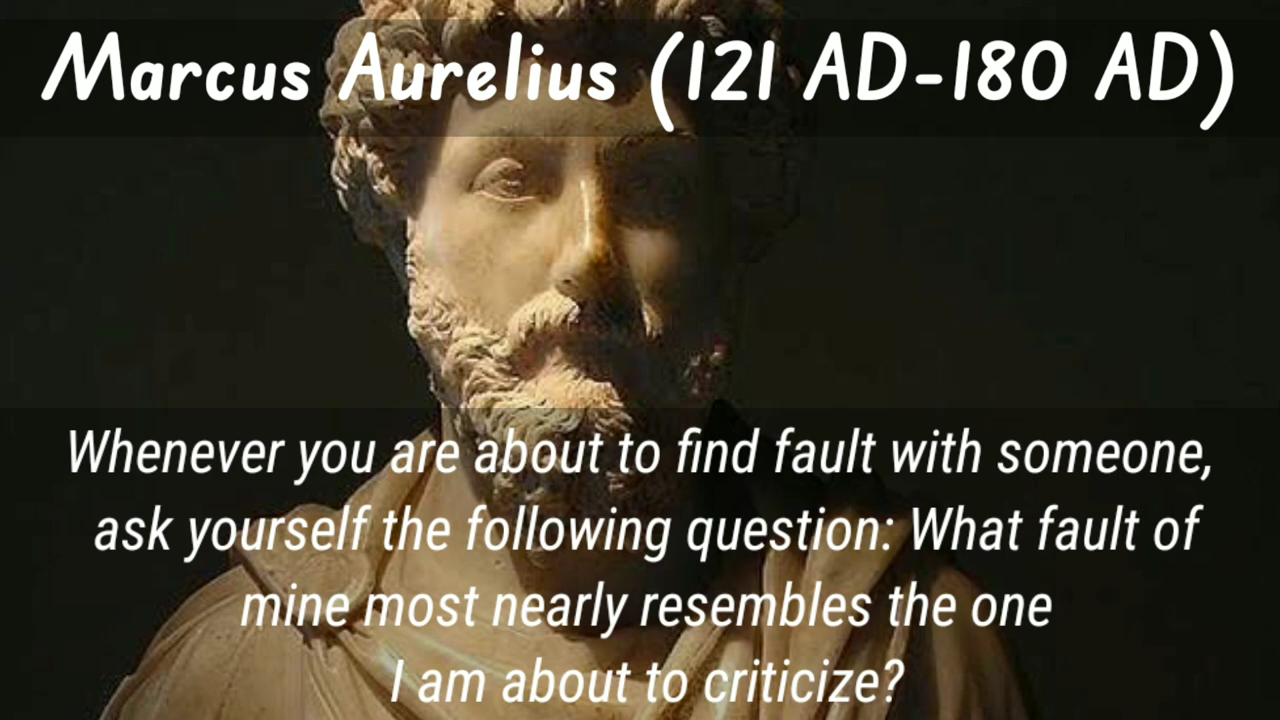 Marcus Aurelius (121 AD-180 AD)
Whenever you are about to find fault with someone,
ask yourself the following question: What fault of
mine most nearly resembles the one
I am about to criticize?